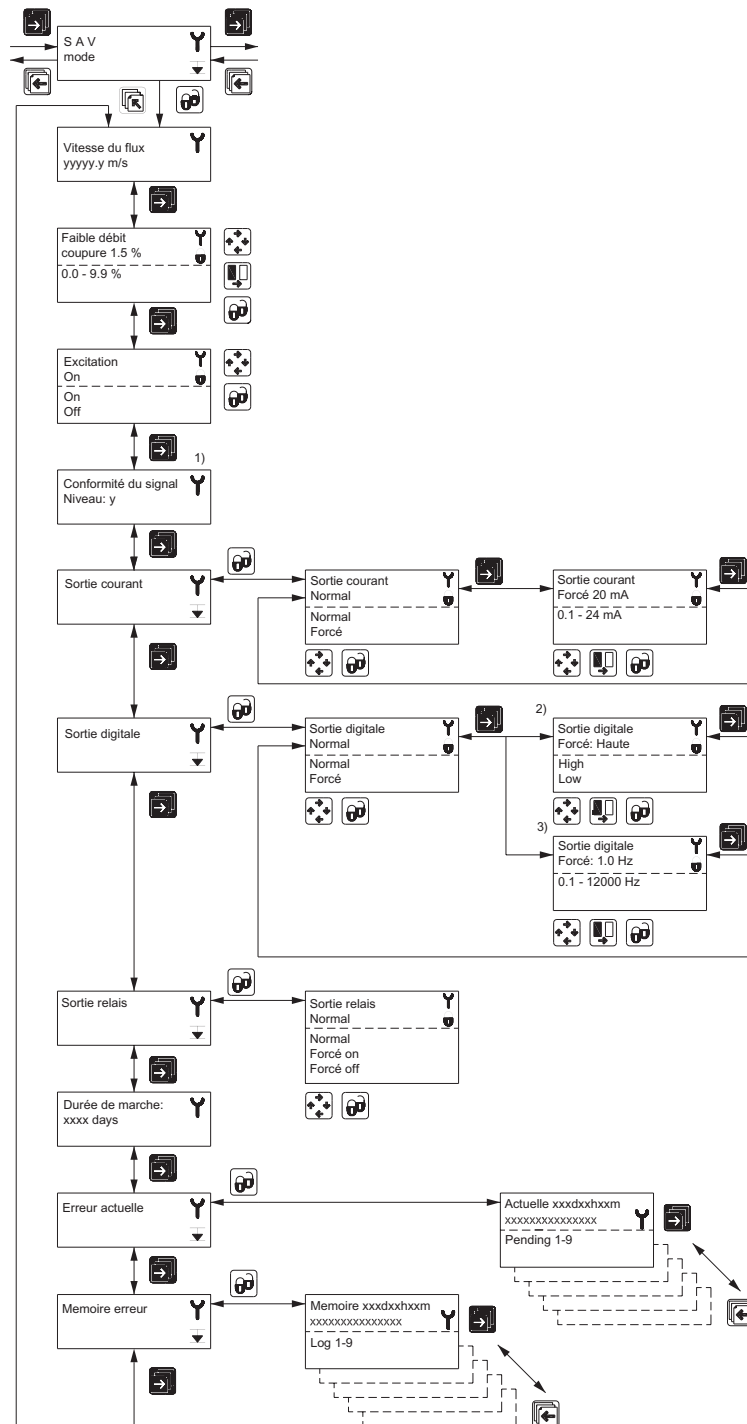 S A V
mode
Vitesse du flux
yyyyy.y m/s
Faible débit
coupure 1.5 %
0.0 - 9.9 %
Excitation
On
On
Off
1)
Conformité du signal
Niveau: y
Sortie courant
Sortie courant
Normal
Normal
Forcé
Sortie courant
Forcé 20 mA
0.1 - 24 mA
Sortie digitale
Sortie digitale
Normal
Normal
Forcé
2)
Sortie digitale
Forcé: Haute
High
Low
3)
Sortie digitale
Forcé: 1.0 Hz
0.1 - 12000 Hz
Sortie relais
Sortie relais
Normal
Normal
Forcé on
Forcé off
Durée de marche:
xxxx days
Erreur actuelle
Actuelle xxxdxxhxxm
xxxxxxxxxxxxxxx
Pending 1-9
Memoire erreur
Memoire xxxdxxhxxm
xxxxxxxxxxxxxxx
Log 1-9